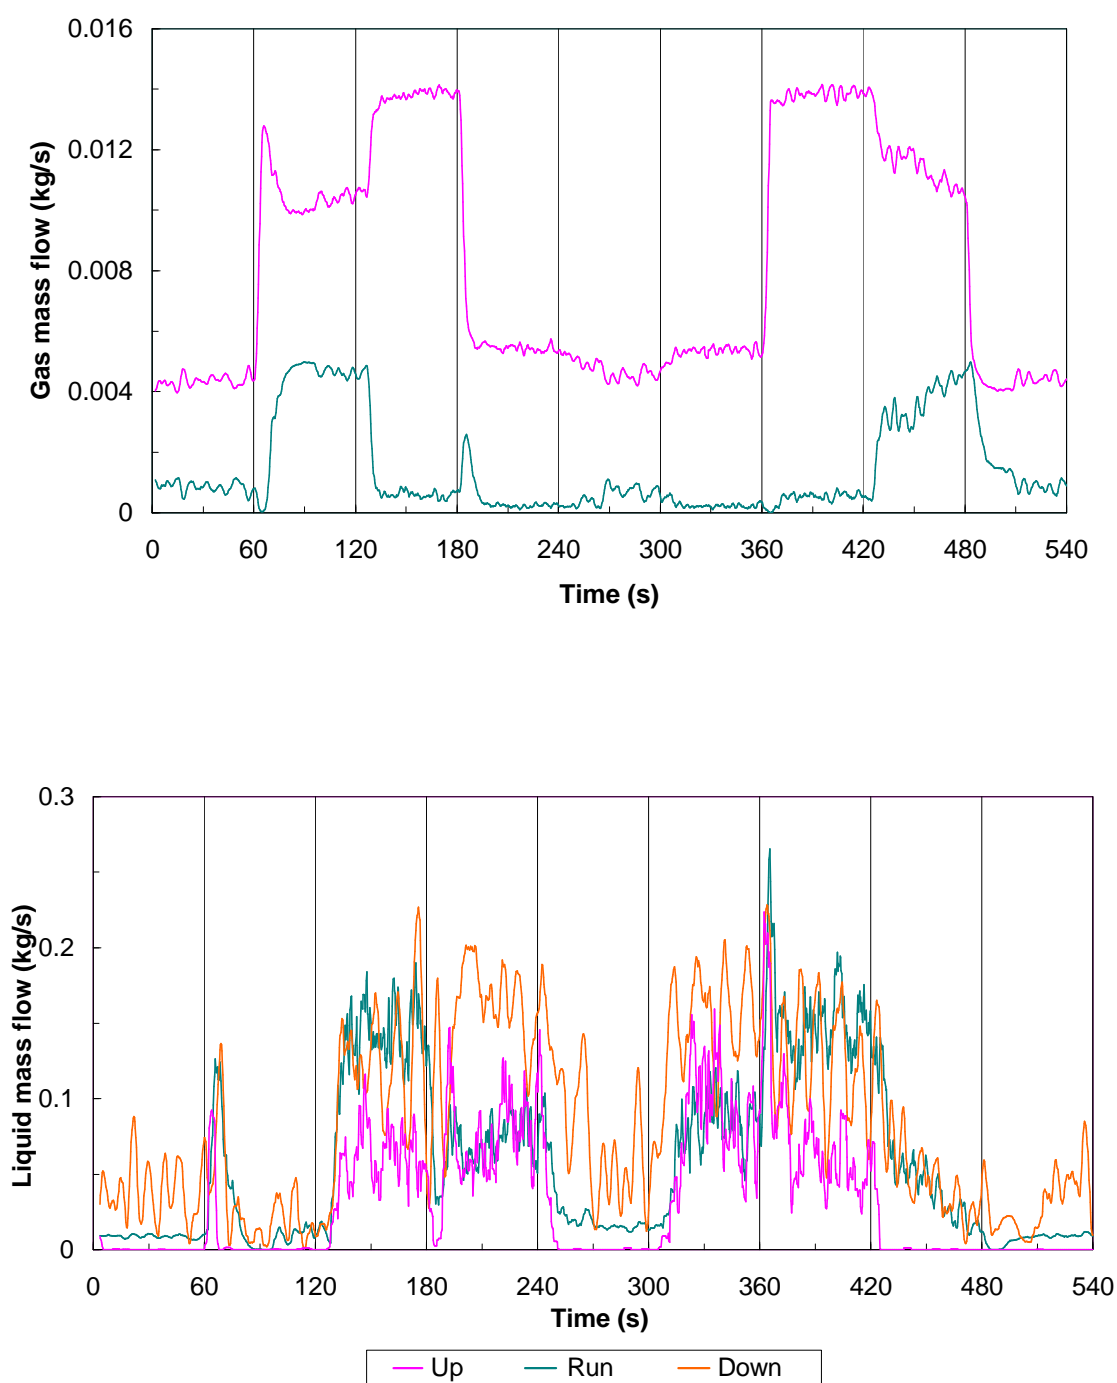 Gas mass flow (kg/s)
0.016
0.012
0.008
0.004
0
0 60 120 180 240 300 360 420 480 540
Time (s)
Liquid mass flow (kg/s)
0.3
0.2
0.1
0
0 60 120 180 240 300 360 420 480 540
Time (s)
Up Run Down